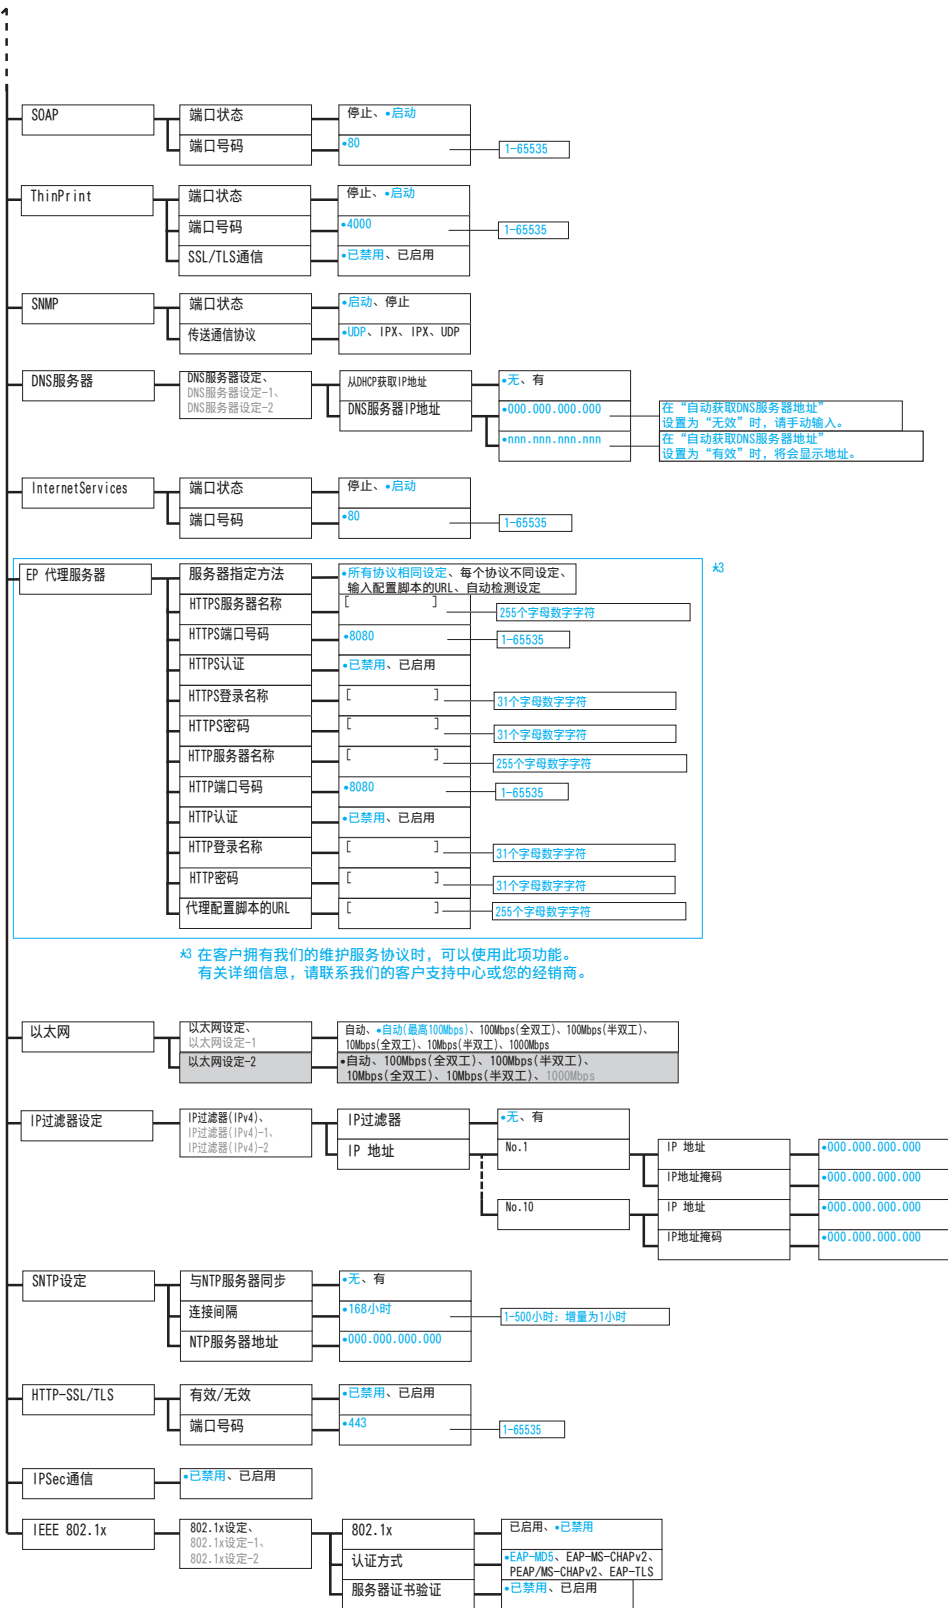 SOAP
端口状态
停止、•启动
端口号码
•80
1-65535
ThinPrint
端口状态
停止、•启动
端口号码
•4000
1-65535
SSL/TLS通信
•已禁用、已启用
SNMP
端口状态
•启动、停止
传送通信协议
•UDP、IPX、IPX、UDP
DNS服务器
DNS服务器设定、
DNS服务器设定-1、
DNS服务器设定-2
从DHCP获取IP地址
•无、有
DNS服务器IP地址
•000.000.000.000
在“自动获取DNS服务器地址”
设置为“无效”时，请手动输入。
•nnn.nnn.nnn.nnn
在“自动获取DNS服务器地址”
设置为“有效”时，将会显示地址。
InternetServices
端口状态
停止、•启动
端口号码
•80
1-65535
EP 代理服务器
服务器指定方法
•所有协议相同设定、每个协议不同设定、
输入配置脚本的URL、自动检测设定
*3
HTTPS服务器名称
[ ]
255个字母数字字符
HTTPS端口号码
•8080
1-65535
HTTPS认证
•已禁用、已启用
HTTPS登录名称
[ ]
31个字母数字字符
HTTPS密码
[ ]
31个字母数字字符
HTTP服务器名称
[ ]
255个字母数字字符
HTTP端口号码
•8080
1-65535
HTTP认证
•已禁用、已启用
HTTP登录名称
[ ]
31个字母数字字符
HTTP密码
[ ]
31个字母数字字符
代理配置脚本的URL
[ ]
255个字母数字字符
*3 在客户拥有我们的维护服务协议时，可以使用此项功能。
有关详细信息，请联系我们的客户支持中心或您的经销商。
以太网
以太网设定、
以太网设定-1
自动、•自动(最高100Mbps)、100Mbps(全双工)、100Mbps(半双工)、
10Mbps(全双工)、10Mbps(半双工)、1000Mbps
以太网设定-2
•自动、100Mbps(全双工)、100Mbps(半双工)、
10Mbps(全双工)、10Mbps(半双工)、1000Mbps
IP过滤器设定
IP过滤器(IPv4)、
IP过滤器(IPv4)-1、
IP过滤器(IPv4)-2
IP过滤器
•无、有
IP 地址
No.1
IP 地址
•000.000.000.000
IP地址掩码
•000.000.000.000
No.10
IP 地址
•000.000.000.000
IP地址掩码
•000.000.000.000
SNTP设定
与NTP服务器同步
•无、有
连接间隔
•168小时
1-500小时：增量为1小时
NTP服务器地址
•000.000.000.000
HTTP-SSL/TLS
有效/无效
•已禁用、已启用
端口号码
•443
1-65535
IPSec通信
•已禁用、已启用
IEEE 802.1x
802.1x设定、
802.1x设定-1、
802.1x设定-2
802.1x
已启用、•已禁用
认证方式
•EAP-MD5、EAP-MS-CHAPv2、
PEAP/MS-CHAPv2、EAP-TLS
服务器证书验证
•已禁用、已启用